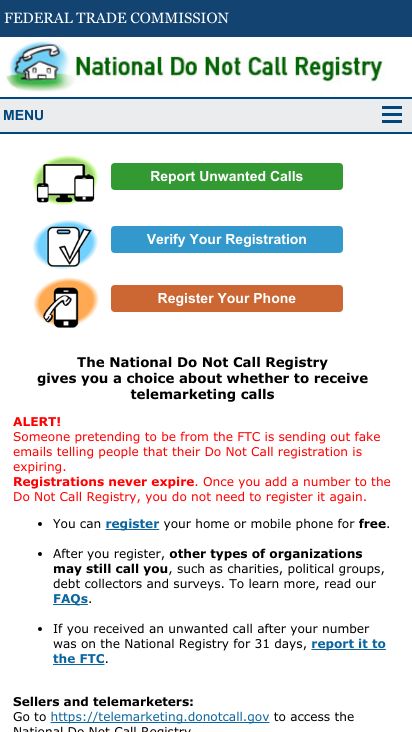 FEDERAL TRADE COMMISSION
National Do Not Call Registry
MENU
Report Unwanted Calls
Verify Your Registration
Register Your Phone
The National Do Not Call Registry
gives you a choice about whether to receive
telemarketing calls
ALERT!
Someone pretending to be from the FTC is sending out fake
emails telling people that their Do Not Call registration is
expiring.
Registrations never expire. Once you add a number to the
Do Not Call Registry, you do not need to register it again.
• You can register your home or mobile phone for free.
• After you register, other types of organizations
may still call you, such as charities, political groups,
debt collectors and surveys. To learn more, read our
FAQs.
• If you received an unwanted call after your number
was on the National Registry for 31 days, report it to
the FTC.
Sellers and telemarketers:
Go to https://telemarketing.donotcall.gov to access the
National Do Not Call Registry.